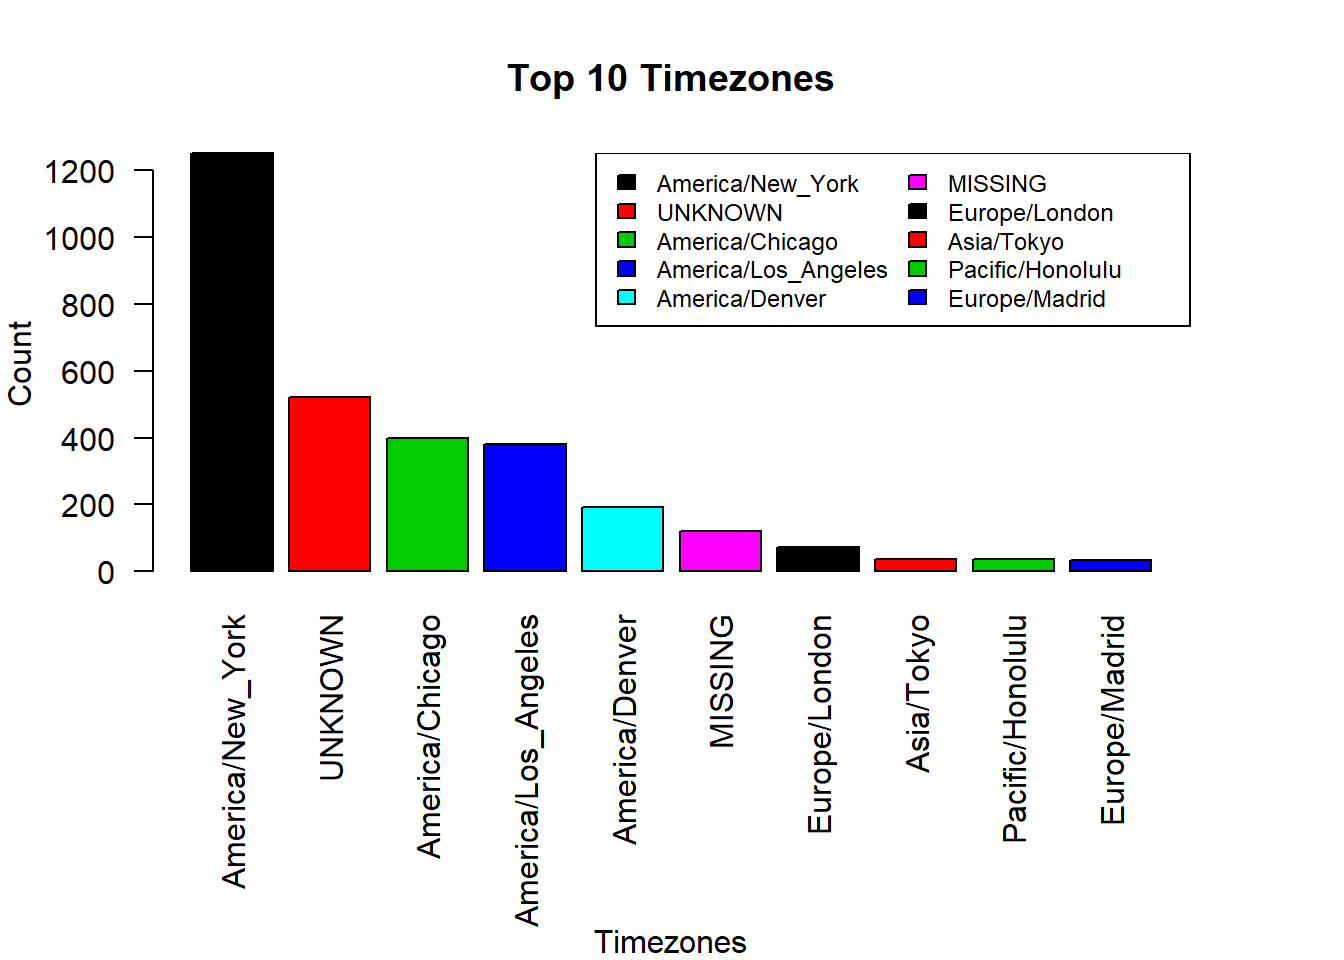 Top 10 Timezones
Count
1200
1000
800
600
400
200
0
America/New_York
UNKNOWN
America/Chicago
America/Los_Angeles
America/Denver
MISSING
Europe/London
Asia/Tokyo
Pacific/Honolulu
Europe/Madrid
America/New_York
UNKNOWN
America/Chicago
America/Los_Angeles
America/Denver
MISSING
Europe/London
Asia/Tokyo
Pacific/Honolulu
Europe/Madrid
Timezones